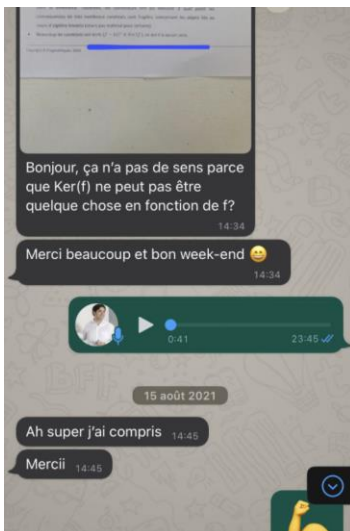 Bonjour, ça n'a pas de sens parce
que Ker(f) ne peut pas être
quelque chose en fonction de f?
14:34
Merci beaucoup et bon week-end 😄
14:34
0:41
23:45
15 août 2021
Ah super j'ai compris 14:45
Mercii 14:45